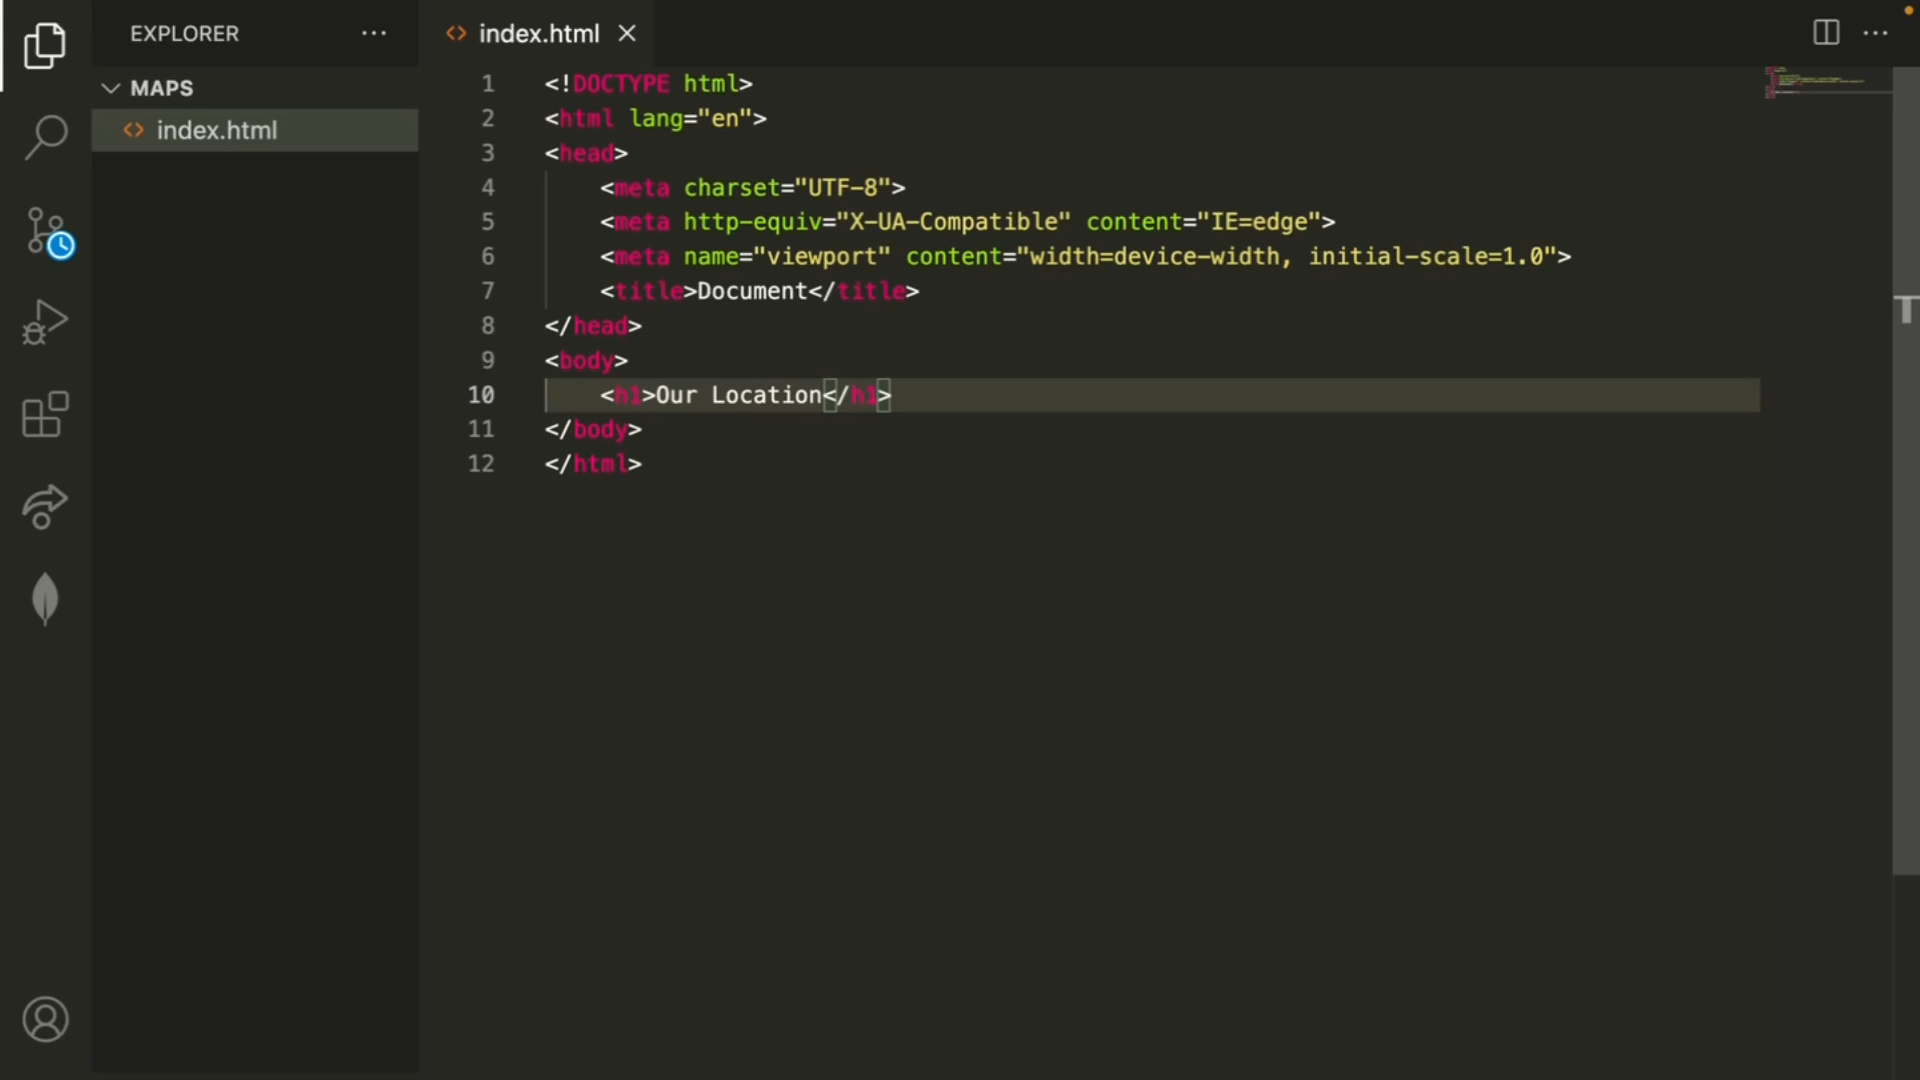 EXPLORER
index.html
MAPS
index.html
1 <!DOCTYPE html>
2 <html lang="en">
3 <head>
4     <meta charset="UTF-8">
5     <meta http-equiv="X-UA-Compatible" content="IE=edge">
6     <meta name="viewport" content="width=device-width, initial-scale=1.0">
7     <title>Document</title>
8 </head>
9 <body>
10     <h1>Our Location</h1>
11 </body>
12 </html>